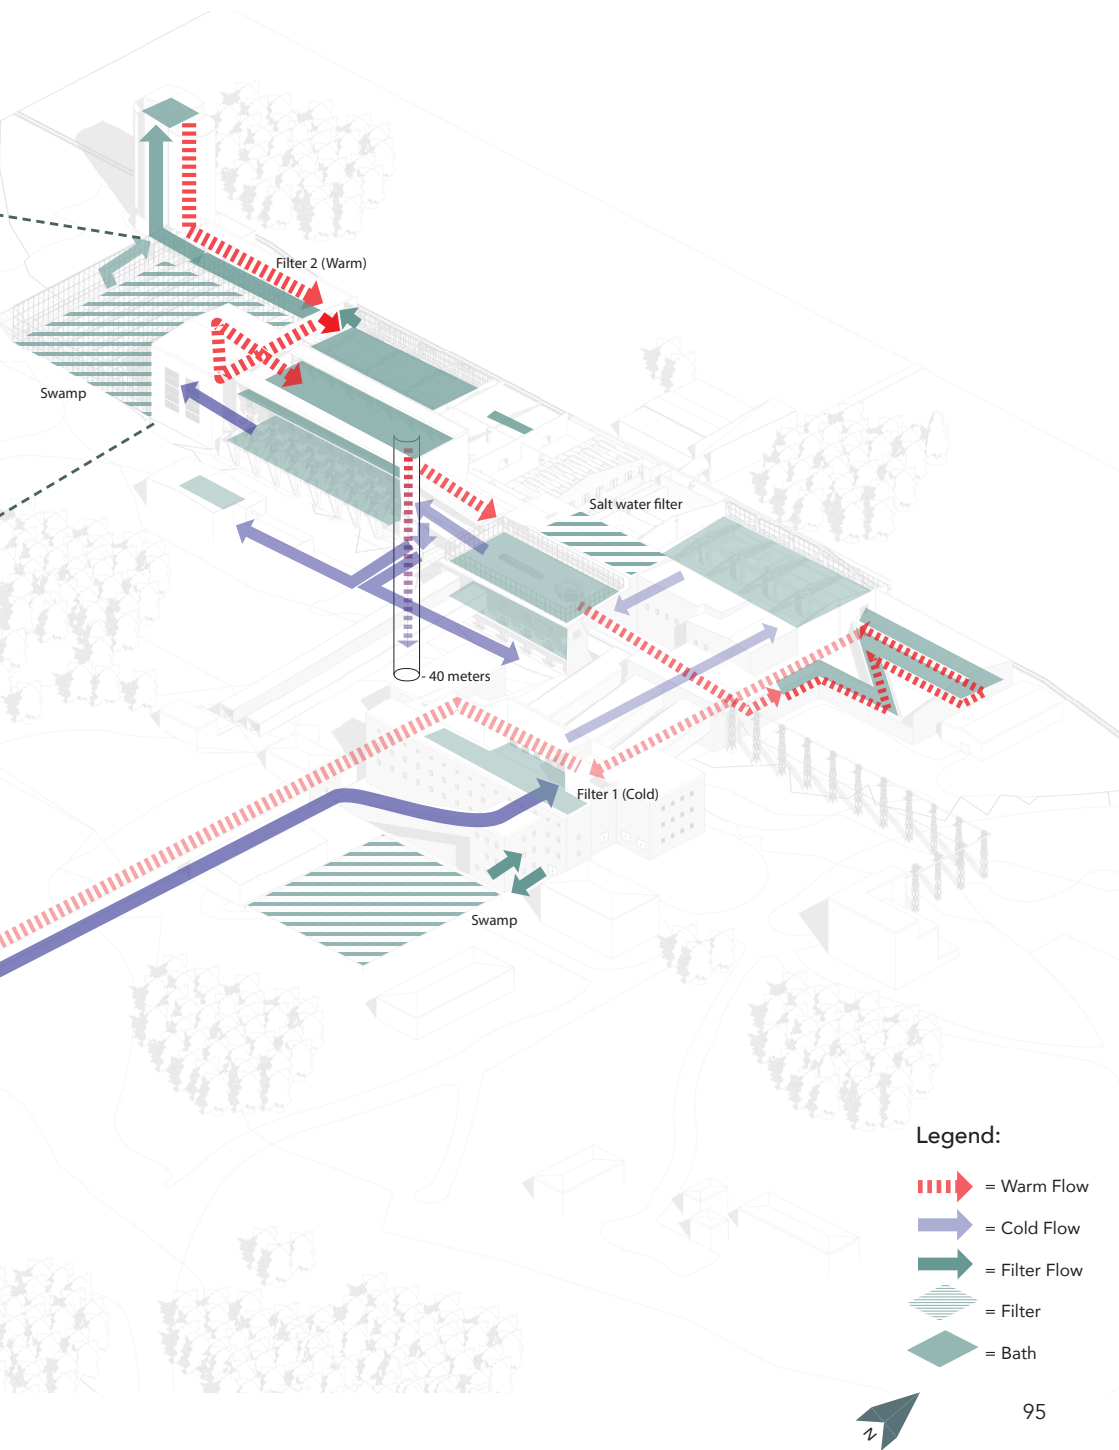 Filter 2 (Warm)
Swamp
Salt water filter
- 40 meters
Filter 1 (Cold)
Swamp
Legend:
= Warm Flow
= Cold Flow
= Filter Flow
= Filter
= Bath
N
95